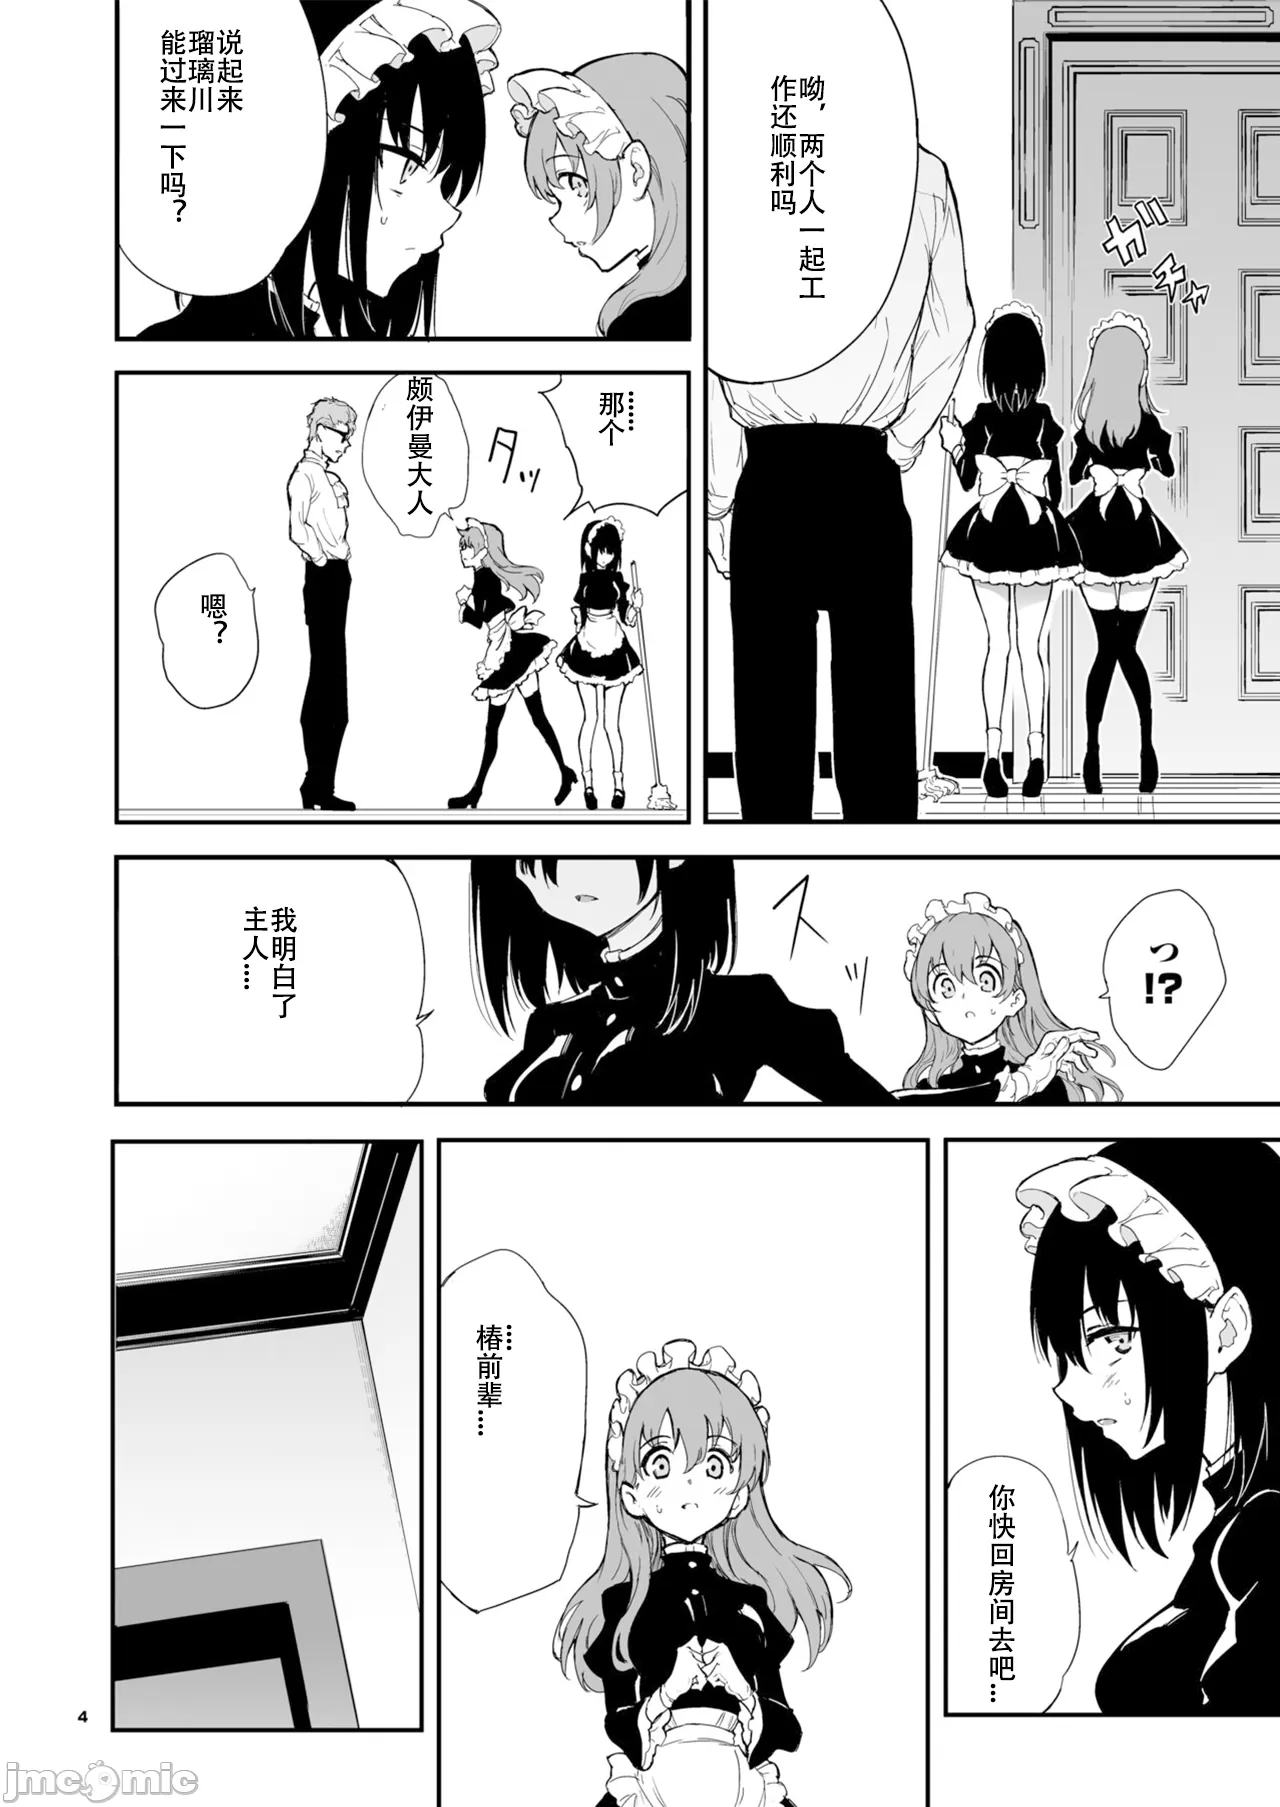 呦，两个人一起工
作还顺利吗
ガガチャ
说起来
瑠璃川
能过来一下吗？
……
那个
タッ
颇伊曼大人
嗯？
っ
!?
スッ
我明白了
主人…
你快回房间去吧…
……
椿前辈…
4
jmcomic